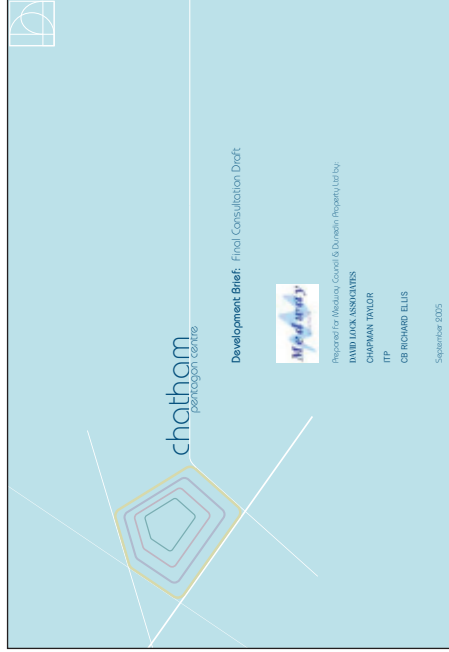 chatham
pentagon centre
Development Brief: Final Consultation Draft
Medway
Prepared for Medway Council & Dunedin Property Ltd by:
DAVID LOCK ASSOCIATES
CHAPMAN TAYLOR
ITP
CB RICHARD ELLIS
September 2005